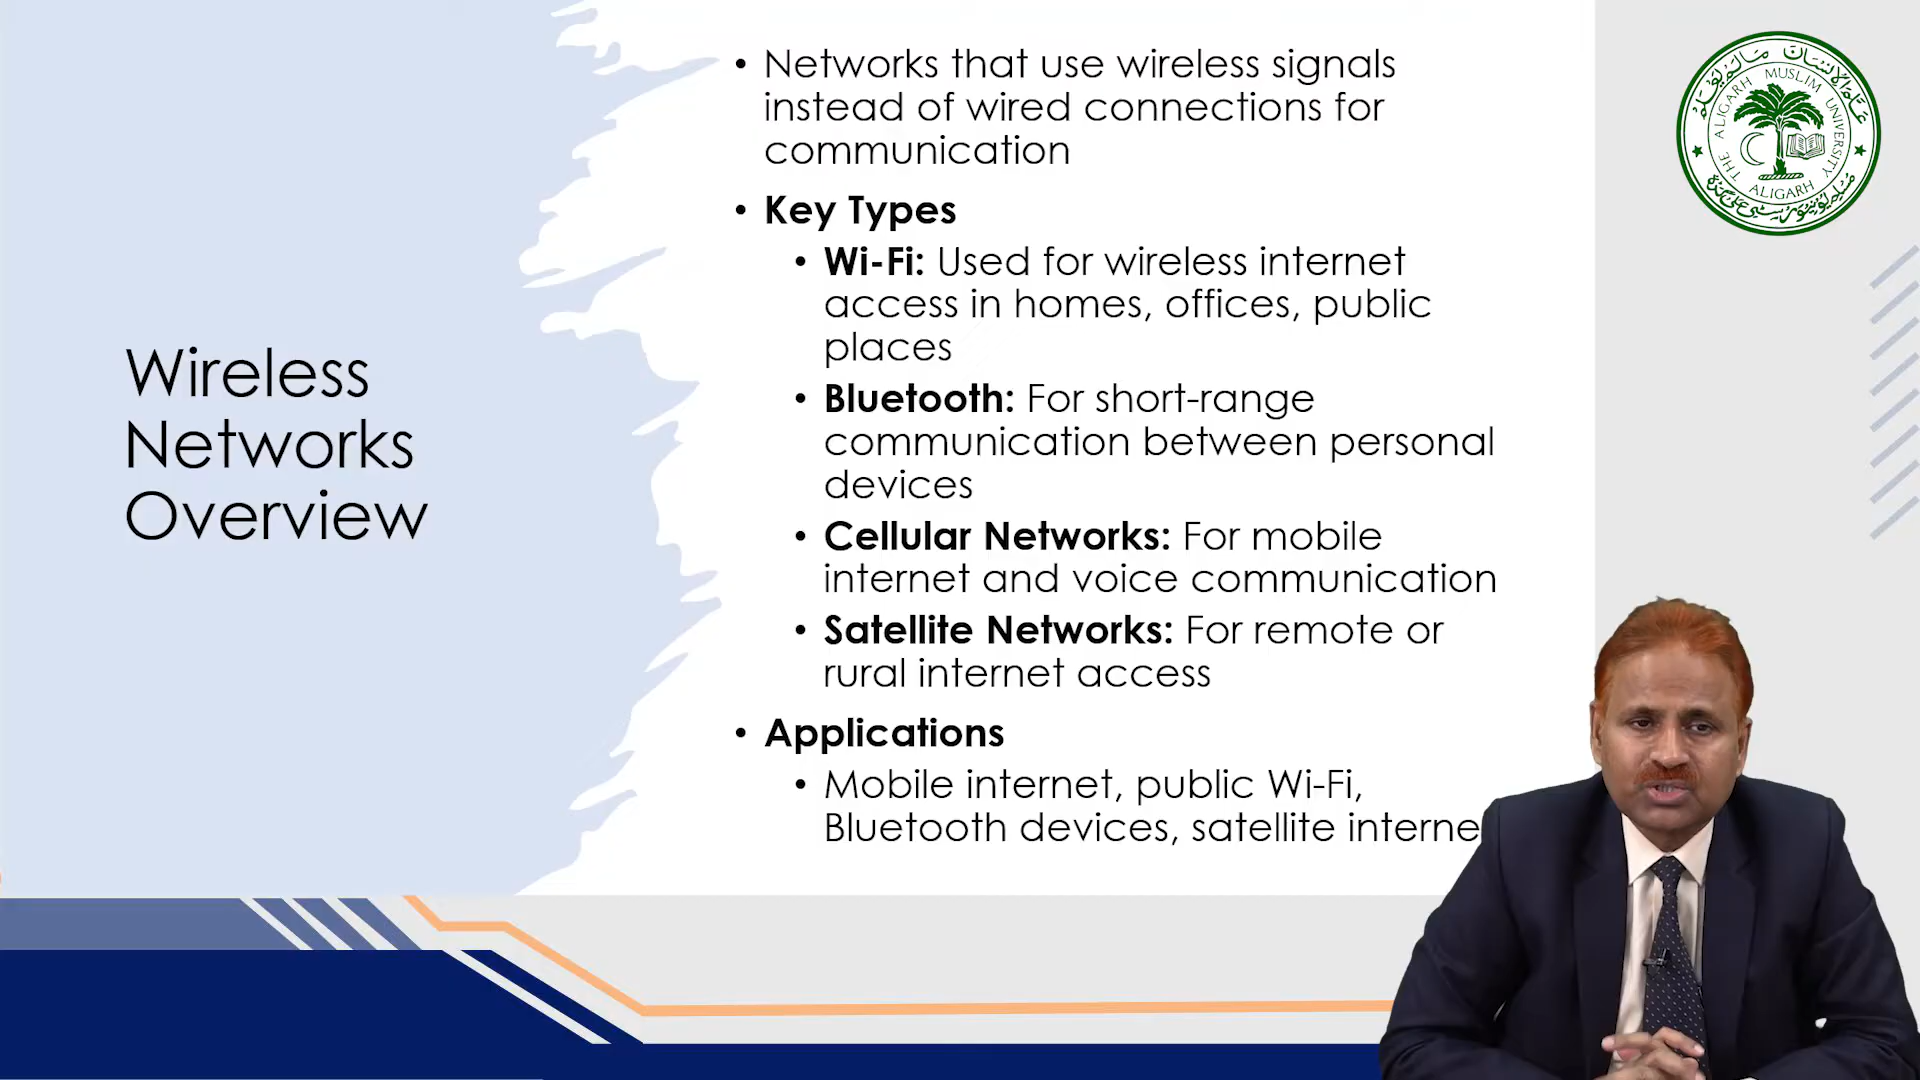 Wireless
Networks
Overview
• Networks that use wireless signals
instead of wired connections for
communication
• Key Types
• Wi-Fi: Used for wireless internet
access in homes, offices, public
places
• Bluetooth: For short-range
communication between personal
devices
• Cellular Networks: For mobile
internet and voice communication
• Satellite Networks: For remote or
rural internet access
• Applications
• Mobile internet, public Wi-Fi,
Bluetooth devices, satellite interne
THE ALIGARH MUSLIM UNIVERSITY
ALIGARH